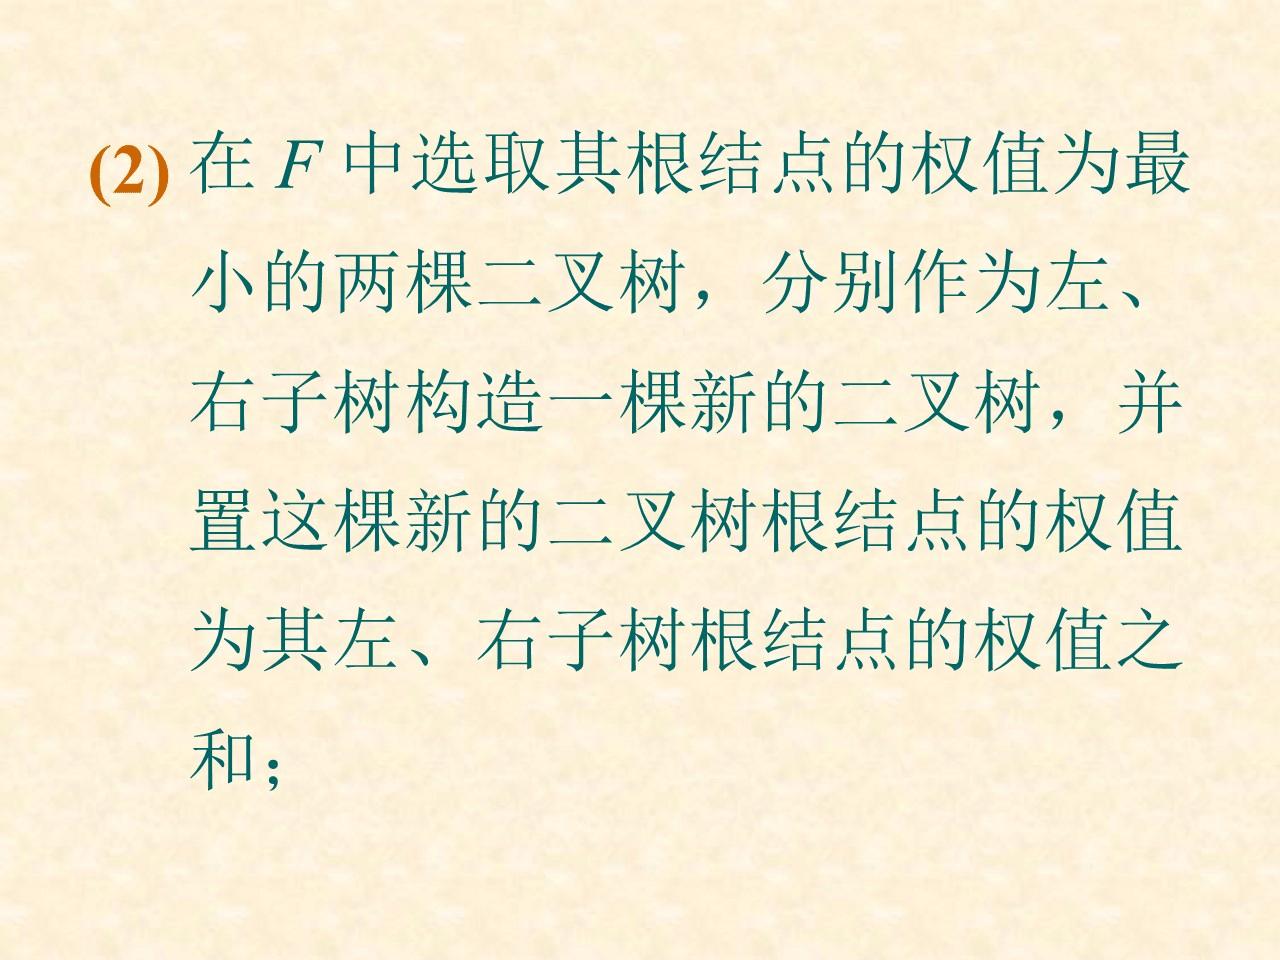 (2) 在 F 中选取其根结点的权值为最
小的两棵二叉树，分别作为左、
右子树构造一棵新的二叉树，并
置这棵新的二叉树根结点的权值
为其左、右子树根结点的权值之
和；